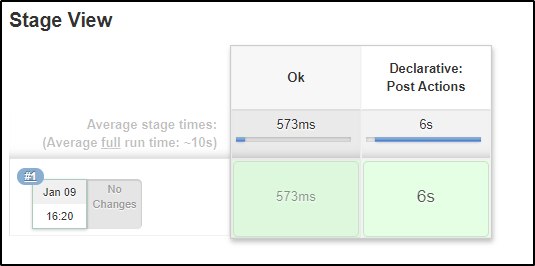 Stage View
Ok
Declarative:
Post Actions
Average stage times:
(Average full run time: ~10s)
573ms
6s
#1
Jan 09
16:20
No
Changes
573ms
6s